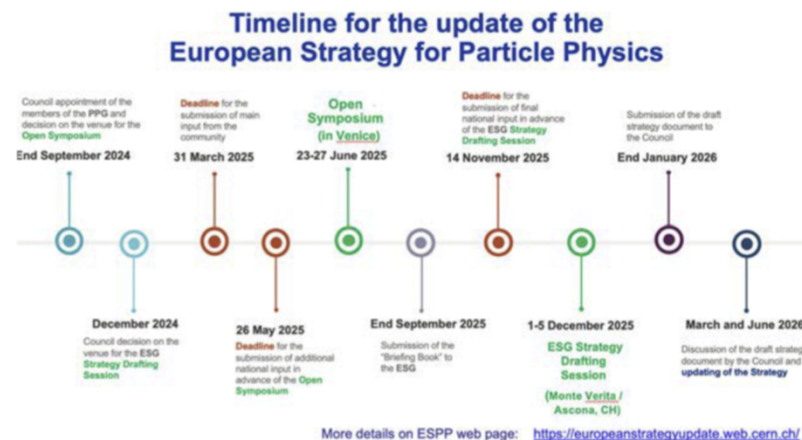 Timeline for the update of the
European Strategy for Particle Physics
Council appointment of the
members of the PPG and
decision on the venue for the
Open Symposium
End September 2024
Deadline for the
submission of main
input from the
community
31 March 2025
Open
Symposium
(in Venice)
23-27 June 2025
Deadline for the
submission of final
national input in advance
of the ESG Strategy
Drafting Session
14 November 2025
Submission of the draft
strategy document to
the Council
End January 2026
December 2024
Council decision on the
venue for the ESG
Strategy Drafting
Session
26 May 2025
Deadline for the
submission of additional
national input in
advance of the Open
Symposium
End September 2025
Submission of the
"Briefing Book" to
the ESG
1-5 December 2025
ESG Strategy
Drafting
Session
(Monte Verita /
Ascona, CH)
March and June 2026
Discussion of the draft strateg
document by the Council and
updating of the Strategy
More details on ESPP web page: https://europeanstrategyupdate.web.cern.ch/